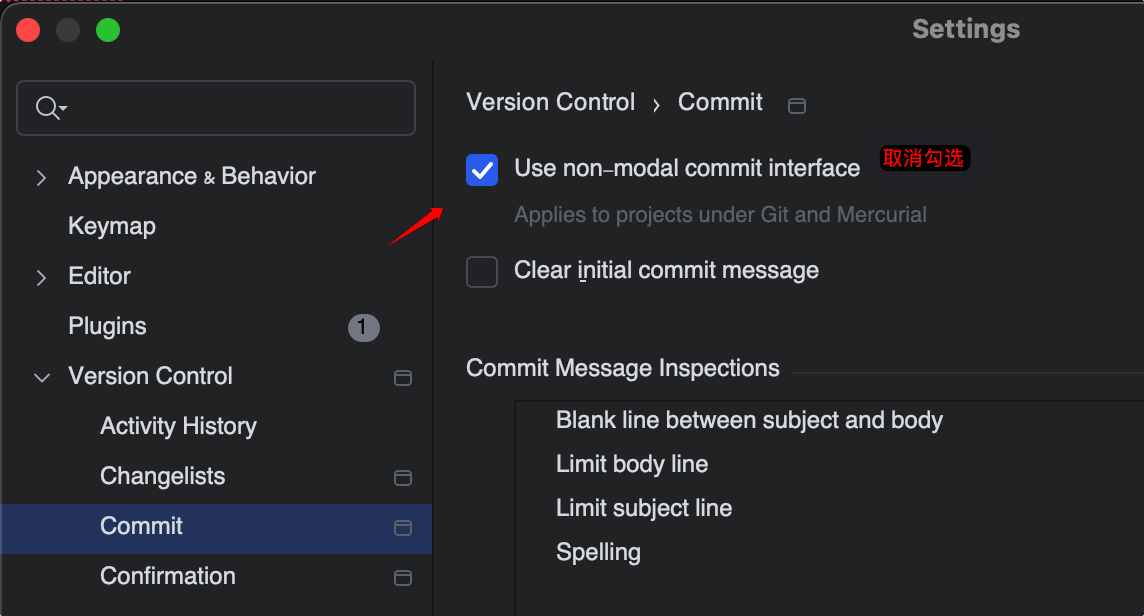 Settings
Version Control › Commit
Use non-modal commit interface 取消勾选
Applies to projects under Git and Mercurial
Clear initial commit message
Commit Message Inspections
Blank line between subject and body
Limit body line
Limit subject line
Spelling
Appearance & Behavior
Keymap
Editor
Plugins 1
Version Control
Activity History
Changelists
Commit
Confirmation